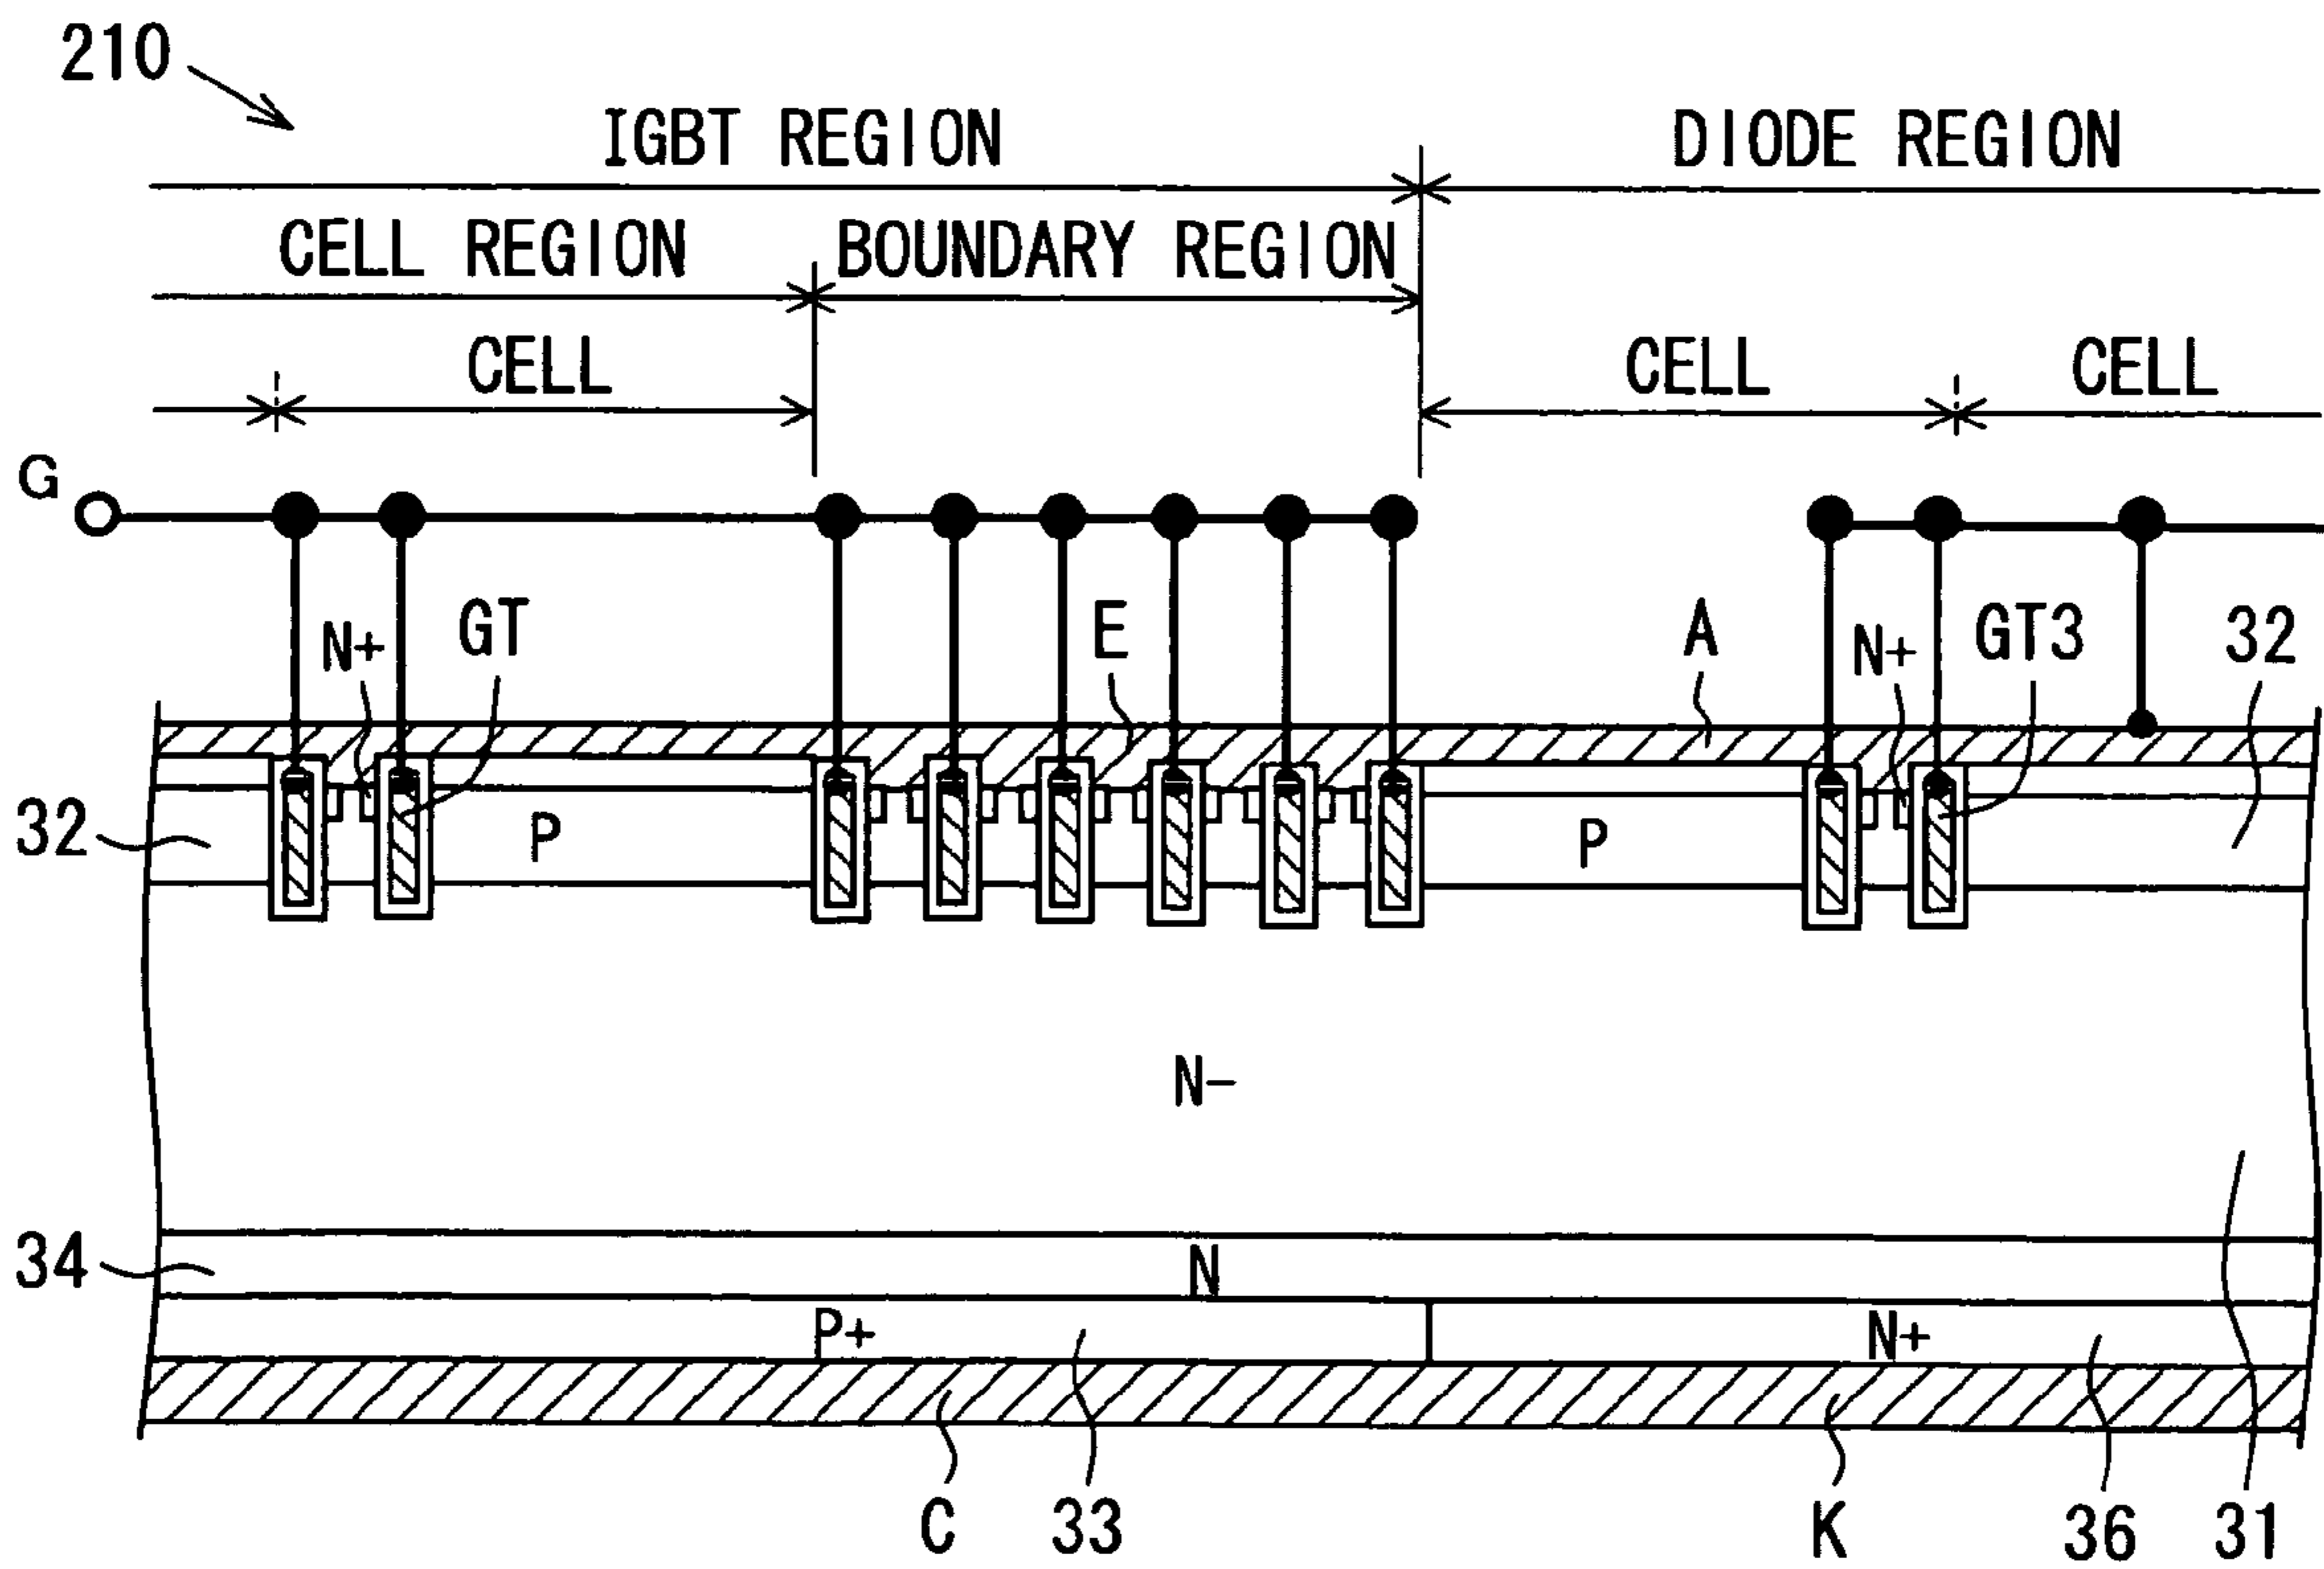 210
IGBT REGION DIODE REGION
CELL REGION BOUNDARY REGION
CELL CELL CELL
G
N+ GT E A N+ GT3 32
32 P P
N-
34 N
P+ N+
C 33 K 36 31